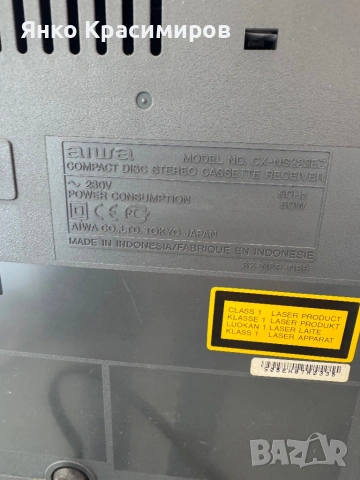 Янко Красимиров
aiwa
MODEL NO.
COMPACT DISC STEREO CASSETTE RECEIVER
~ 230V
POWER CONSUMPTION
CE
AIWA CO., LTD. TOKYO, JAPAN
MADE IN INDONESIA/FABRIQUE EN INDONESIE
CLASS 1 LASER PRODUCT
KLASSE 1 LASER PRODUKT
LUOKAN 1 LASER LAITE
KLASS 1 LASER APPARAT
BAZAR